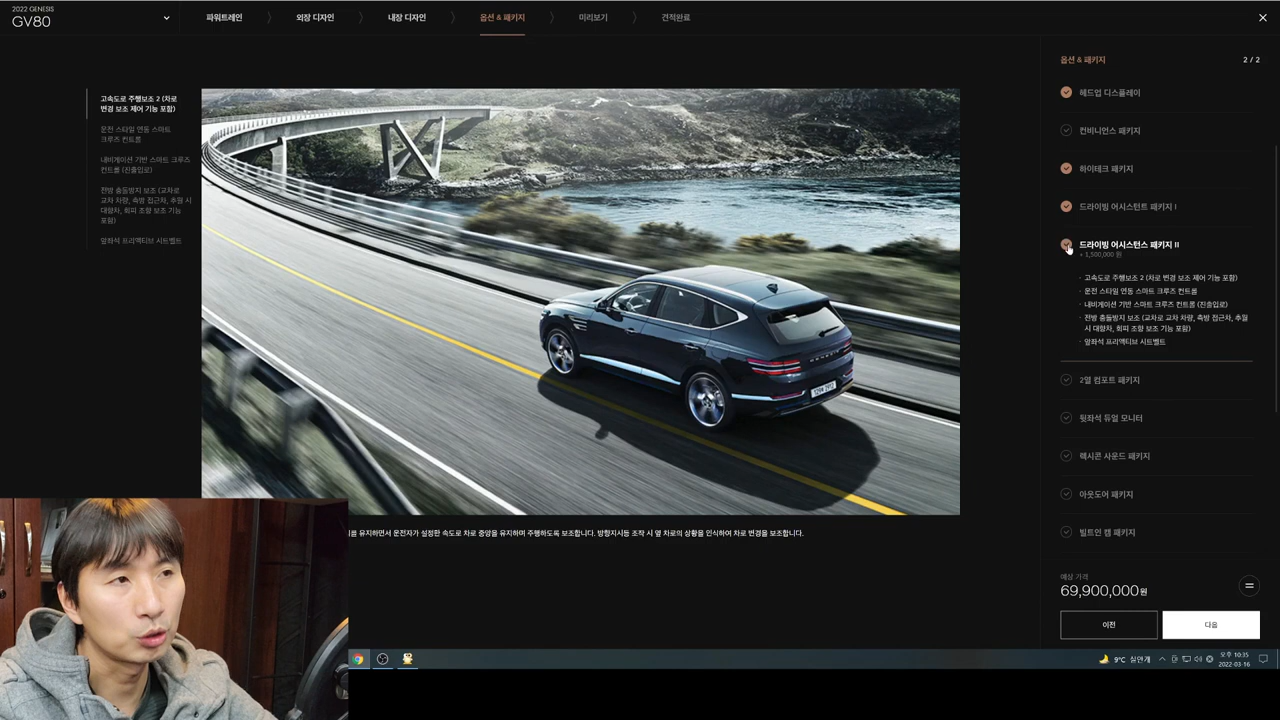 2022 GENESIS
GV80
파워트레인
외장 디자인
내장 디자인
옵션 & 패키지
미리보기
견적완료
고속도로 주행보조 2 (차로
변경 보조 제어 기능 포함)
운전 스타일 연동 스마트
크루즈 컨트롤
내비게이션 기반 스마트 크루즈
컨트롤 (진출입로)
전방 충돌방지 보조 (교차로
교차 차량, 측방 접근차, 추월 시
대향차, 회피 조향 보조 기능
포함)
앞좌석 프리액티브 시트벨트
를 유지하면서 운전자가 설정한 속도로 차로 중앙을 유지하며 주행하도록 보조합니다. 방향지시등 조작 시 옆 차로의 상황을 인식하여 차로 변경을 보조합니다.
옵션 & 패키지
2 / 2
헤드업 디스플레이
컨비니언스 패키지
하이테크 패키지
드라이빙 어시스턴트 패키지 I
드라이빙 어시스턴스 패키지 II
+ 1,500,000 원
· 고속도로 주행보조 2 (차로 변경 보조 제어 기능 포함)
· 운전 스타일 연동 스마트 크루즈 컨트롤
· 내비게이션 기반 스마트 크루즈 컨트롤 (진출입로)
· 전방 충돌방지 보조 (교차로 교차 차량, 측방 접근차, 추월
시 대향차, 회피 조향 보조 기능 포함)
· 앞좌석 프리액티브 시트벨트
2열 컴포트 패키지
뒷좌석 듀얼 모니터
렉시콘 사운드 패키지
아웃도어 패키지
빌트인 캠 패키지
예상 가격
69,900,000원
이전
다음
9°C 실안개
오후 10:35
2022-03-16